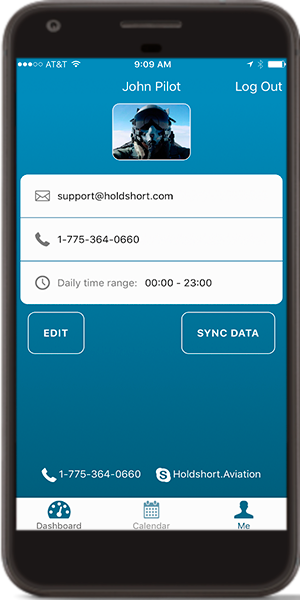 AT&T 9:09 AM
John Pilot Log Out
support@holdshort.com
1-775-364-0660
Daily time range: 00:00 - 23:00
EDIT SYNC DATA
1-775-364-0660 Holdshort.Aviation
Dashboard Calendar Me